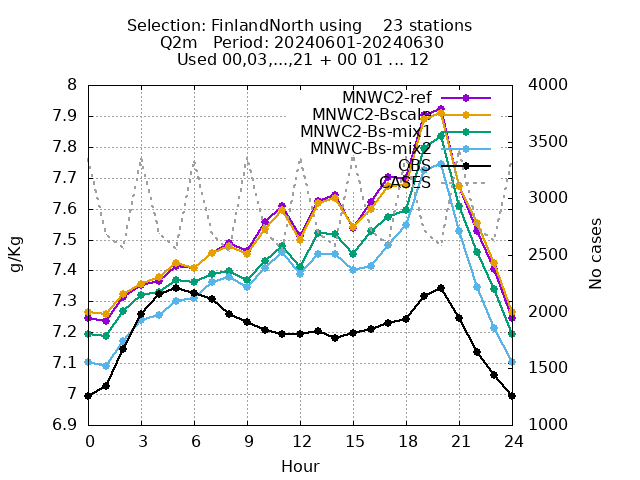 Selection: FinlandNorth using    23 stations
Q2m   Period: 20240601-20240630
Used 00,03,...,21 + 00 01 ... 12
8
7.9
7.8
7.7
7.6
7.5
7.4
7.3
7.2
7.1
7
6.9
g/Kg
MNWC2-ref
MNWC2-Bscale
MNWC2-Bs-mix1
MNWC-Bs-mix2
OBS
CASES
4000
3500
3000
2500
2000
1500
1000
No cases
0 3 6 9 12 15 18 21 24
Hour